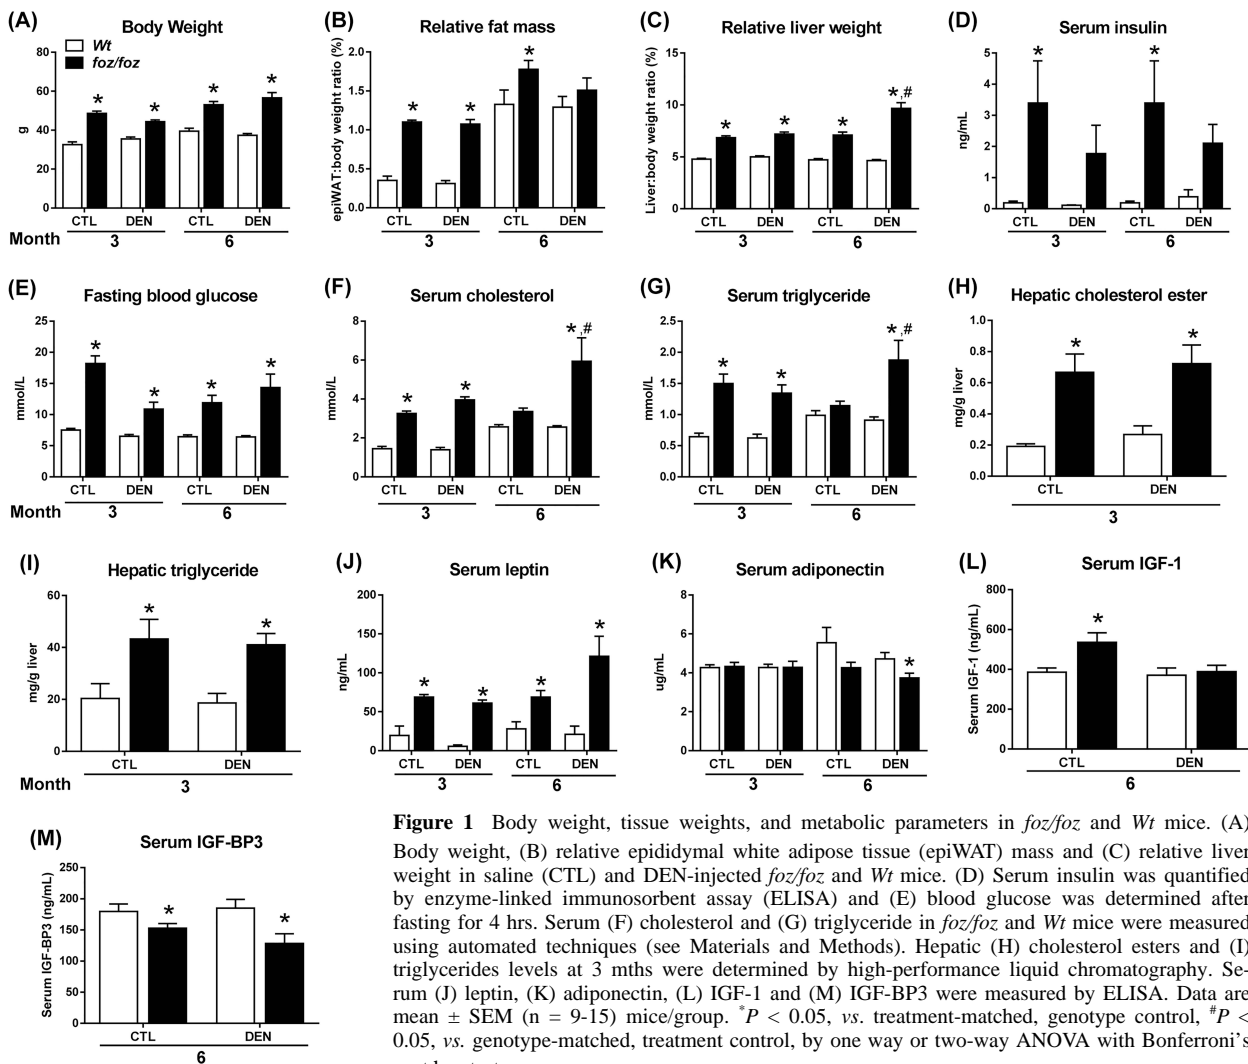 (A)
Body Weight
Wt
foz/foz
80
60
40
20
0
g
CTL DEN CTL DEN
Month
3 6
(B)
Relative fat mass
epiWAT:body weight ratio (%)
2.0
1.5
1.0
0.5
0.0
CTL DEN CTL DEN
3 6
(C)
Relative liver weight
Liver:body weight ratio (%)
15
10
5
0
* * * *,#
CTL DEN CTL DEN
3 6
(D)
Serum insulin
ng/mL
5
4
3
2
1
0
CTL DEN CTL DEN
3 6
(E)
Fasting blood glucose
mmol/L
25
20
15
10
5
0
CTL DEN CTL DEN
Month
3 6
(F)
Serum cholesterol
mmol/L
8
6
4
2
0
* * *,#
CTL DEN CTL DEN
3 6
(G)
Serum triglyceride
mmol/L
2.5
2.0
1.5
1.0
0.5
0.0
* * *,#
CTL DEN CTL DEN
3 6
(H)
Hepatic cholesterol ester
mg/g liver
1.0
0.8
0.6
0.4
0.2
0.0
CTL DEN
3
(I)
Hepatic triglyceride
mg/g liver
60
40
20
0
CTL DEN
Month
3
(J)
Serum leptin
ng/mL
200
150
100
50
0
CTL DEN CTL DEN
3 6
(K)
Serum adiponectin
ug/mL
8
6
4
2
0
CTL DEN CTL DEN
3 6
(L)
Serum IGF-1
Serum IGF-1 (ng/mL)
800
600
400
200
0
CTL DEN
6
(M)
Serum IGF-BP3
Serum IGF-BP3 (ng/mL)
250
200
150
100
50
0
CTL DEN
6
Figure 1 Body weight, tissue weights, and metabolic parameters in foz/foz and Wt mice. (A)
Body weight, (B) relative epididymal white adipose tissue (epiWAT) mass and (C) relative liver
weight in saline (CTL) and DEN-injected foz/foz and Wt mice. (D) Serum insulin was quantified
by enzyme-linked immunosorbent assay (ELISA) and (E) blood glucose was determined after
fasting for 4 hrs. Serum (F) cholesterol and (G) triglyceride in foz/foz and Wt mice were measured
using automated techniques (see Materials and Methods). Hepatic (H) cholesterol esters and (I)
triglycerides levels at 3 mths were determined by high-performance liquid chromatography. Se-
rum (J) leptin, (K) adiponectin, (L) IGF-1 and (M) IGF-BP3 were measured by ELISA. Data are
mean ± SEM (n = 9-15) mice/group. *P < 0.05, vs. treatment-matched, genotype control, #P <
0.05, vs. genotype-matched, treatment control, by one way or two-way ANOVA with Bonferroni's